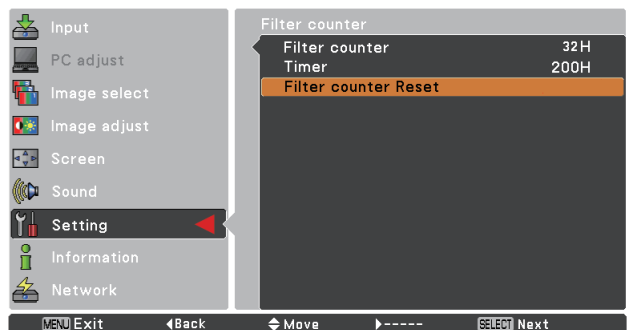 Input
PC adjust
Image select
Image adjust
Screen
Sound
Setting
Information
Network
Filter counter
Filter counter 32H
Timer 200H
Filter counter Reset
MENU Exit ◀Back ◆Move ▶----- SELECT Next